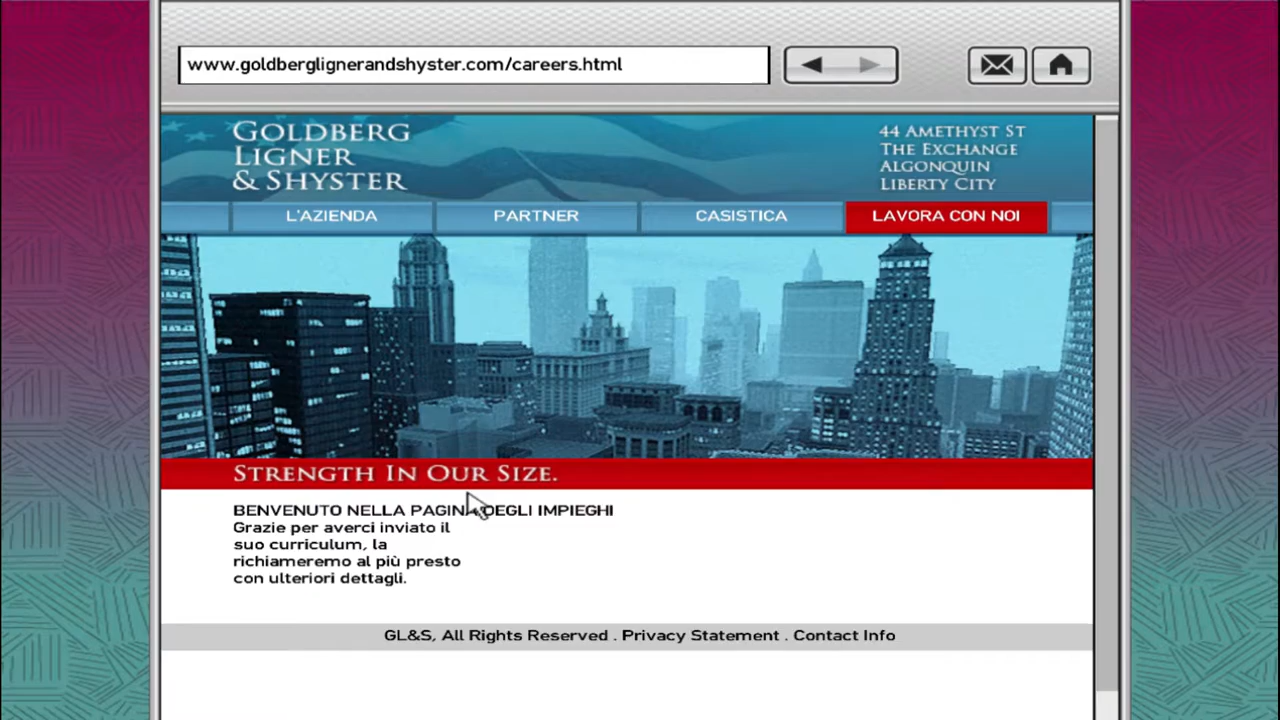 www.goldberglignerandshyster.com/careers.html
GOLDBERG
LIGNER
& SHYSTER
44 AMETHYST ST
THE EXCHANGE
ALGONQUIN
LIBERTY CITY
L'AZIENDA
PARTNER
CASISTICA
LAVORA CON NOI
STRENGTH IN OUR SIZE.
BENVENUTO NELLA PAGINA DEGLI IMPIEGHI
Grazie per averci inviato il
suo curriculum, la
richiameremo al più presto
con ulteriori dettagli.
GL&S, All Rights Reserved . Privacy Statement . Contact Info